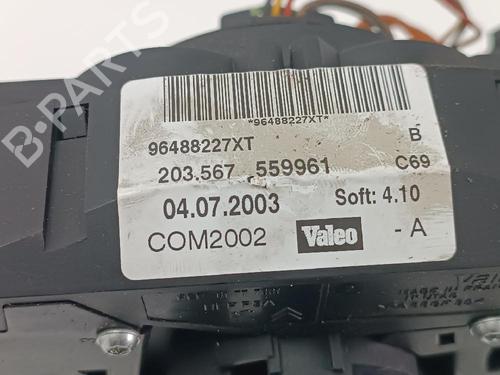 B-PARTS
*96488227XT*
96488227XT B
203.567 559961 C69
04.07.2003 Soft: 4.10
COM2002 Valeo - A